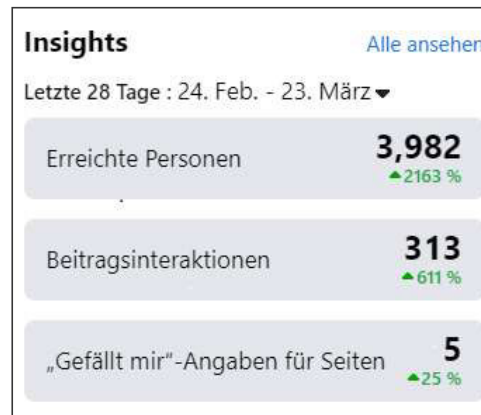 Insights Alle ansehen
Letzte 28 Tage : 24. Feb. - 23. März
Erreichte Personen 3,982
2163 %
Beitragsinteraktionen 313
611 %
„Gefällt mir“-Angaben für Seiten 5
25 %